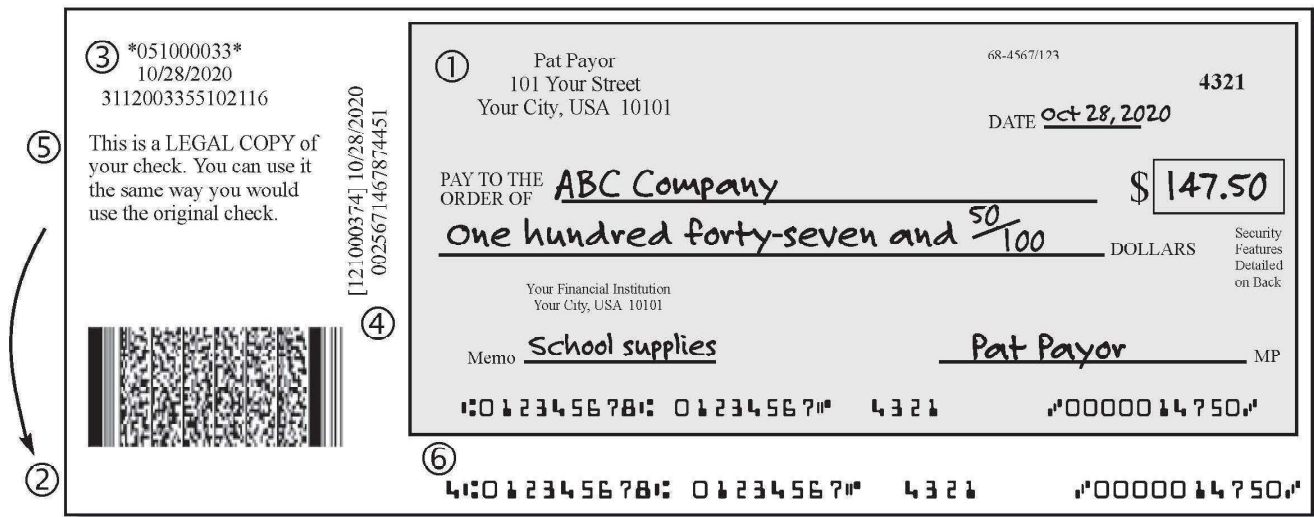 ③ *051000033*
10/28/2020
3112003355102116
⑤ This is a LEGAL COPY of
your check. You can use it
the same way you would
use the original check.
②
[121000374] 10/28/2020
0025671467874451
④
① Pat Payor
101 Your Street
Your City, USA 10101
68-4567/123
4321
DATE Oct 28, 2020
PAY TO THE
ORDER OF ABC Company $ 147.50
One hundred forty-seven and 50/100 DOLLARS
Security
Features
Detailed
on Back
Your Financial Institution
Your City, USA 10101
Memo School supplies Pat Payor MP
⑆012345678⑆ 01234567⑈ 4321 ⑇0000014750⑇
⑥
4⑆012345678⑆ 01234567⑈ 4321 ⑇0000014750⑇